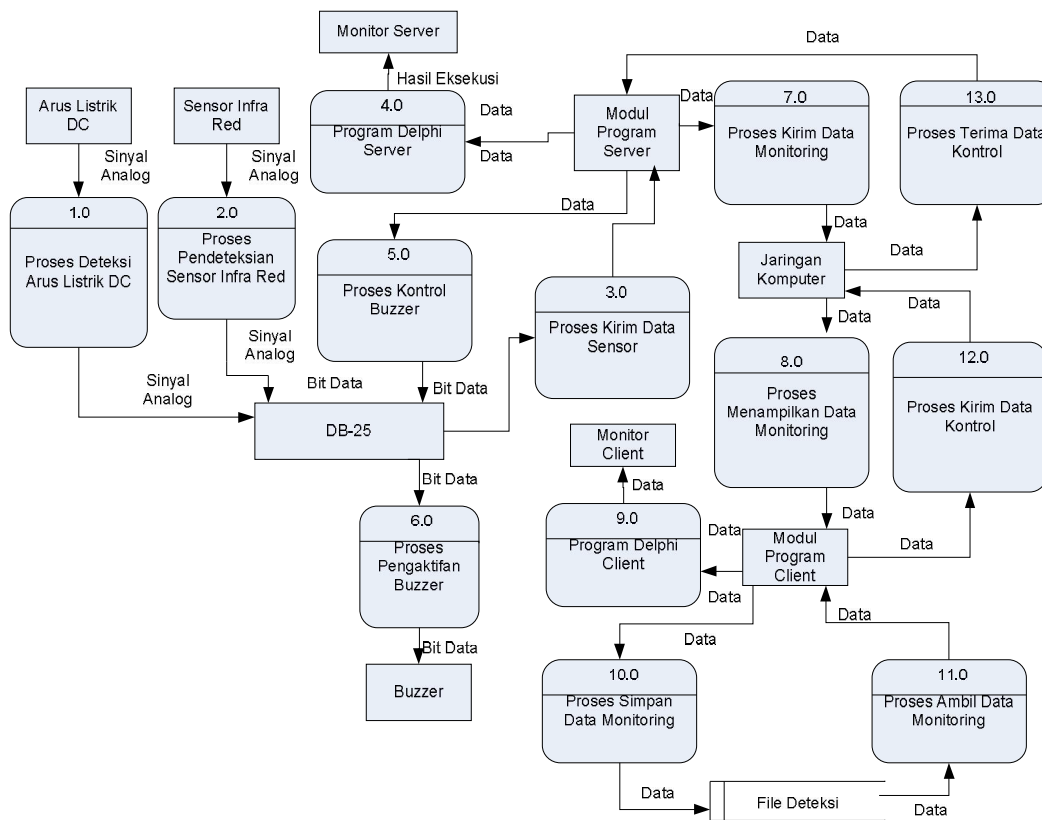 Monitor Server
Hasil Eksekusi
Arus Listrik
DC
Sensor Infra
Red
4.0
Program Delphi
Server
Data
Data
Modul
Program
Server
Data
Data
7.0
Proses Kirim Data
Monitoring
13.0
Proses Terima Data
Kontrol
Sinyal
Analog
Sinyal
Analog
1.0
Proses Deteksi
Arus Listrik DC
2.0
Proses
Pendeteksian
Sensor Infra Red
Data
5.0
Proses Kontrol
Buzzer
Data
Jaringan
Komputer
Data
3.0
Proses Kirim Data
Sensor
Data
Data
Sinyal
Analog
Sinyal
Analog
Bit Data
Bit Data
DB-25
8.0
Proses
Menampilkan Data
Monitoring
12.0
Proses Kirim Data
Kontrol
Monitor
Client
Data
Bit Data
6.0
Proses
Pengaktifan
Buzzer
9.0
Program Delphi
Client
Data
Data
Data
Modul
Program
Client
Data
Bit Data
Buzzer
Data
Data
10.0
Proses Simpan
Data Monitoring
11.0
Proses Ambil Data
Monitoring
Data
File Deteksi
Data